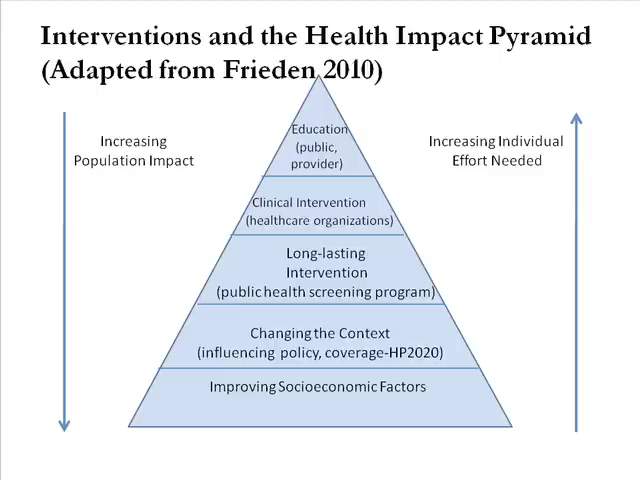 Interventions and the Health Impact Pyramid
(Adapted from Frieden 2010)
Increasing
Population Impact
Increasing Individual
Effort Needed
Education
(public,
provider)
Clinical Intervention
(healthcare organizations)
Long-lasting
Intervention
(public health screening program)
Changing the Context
(influencing policy, coverage-HP2020)
Improving Socioeconomic Factors